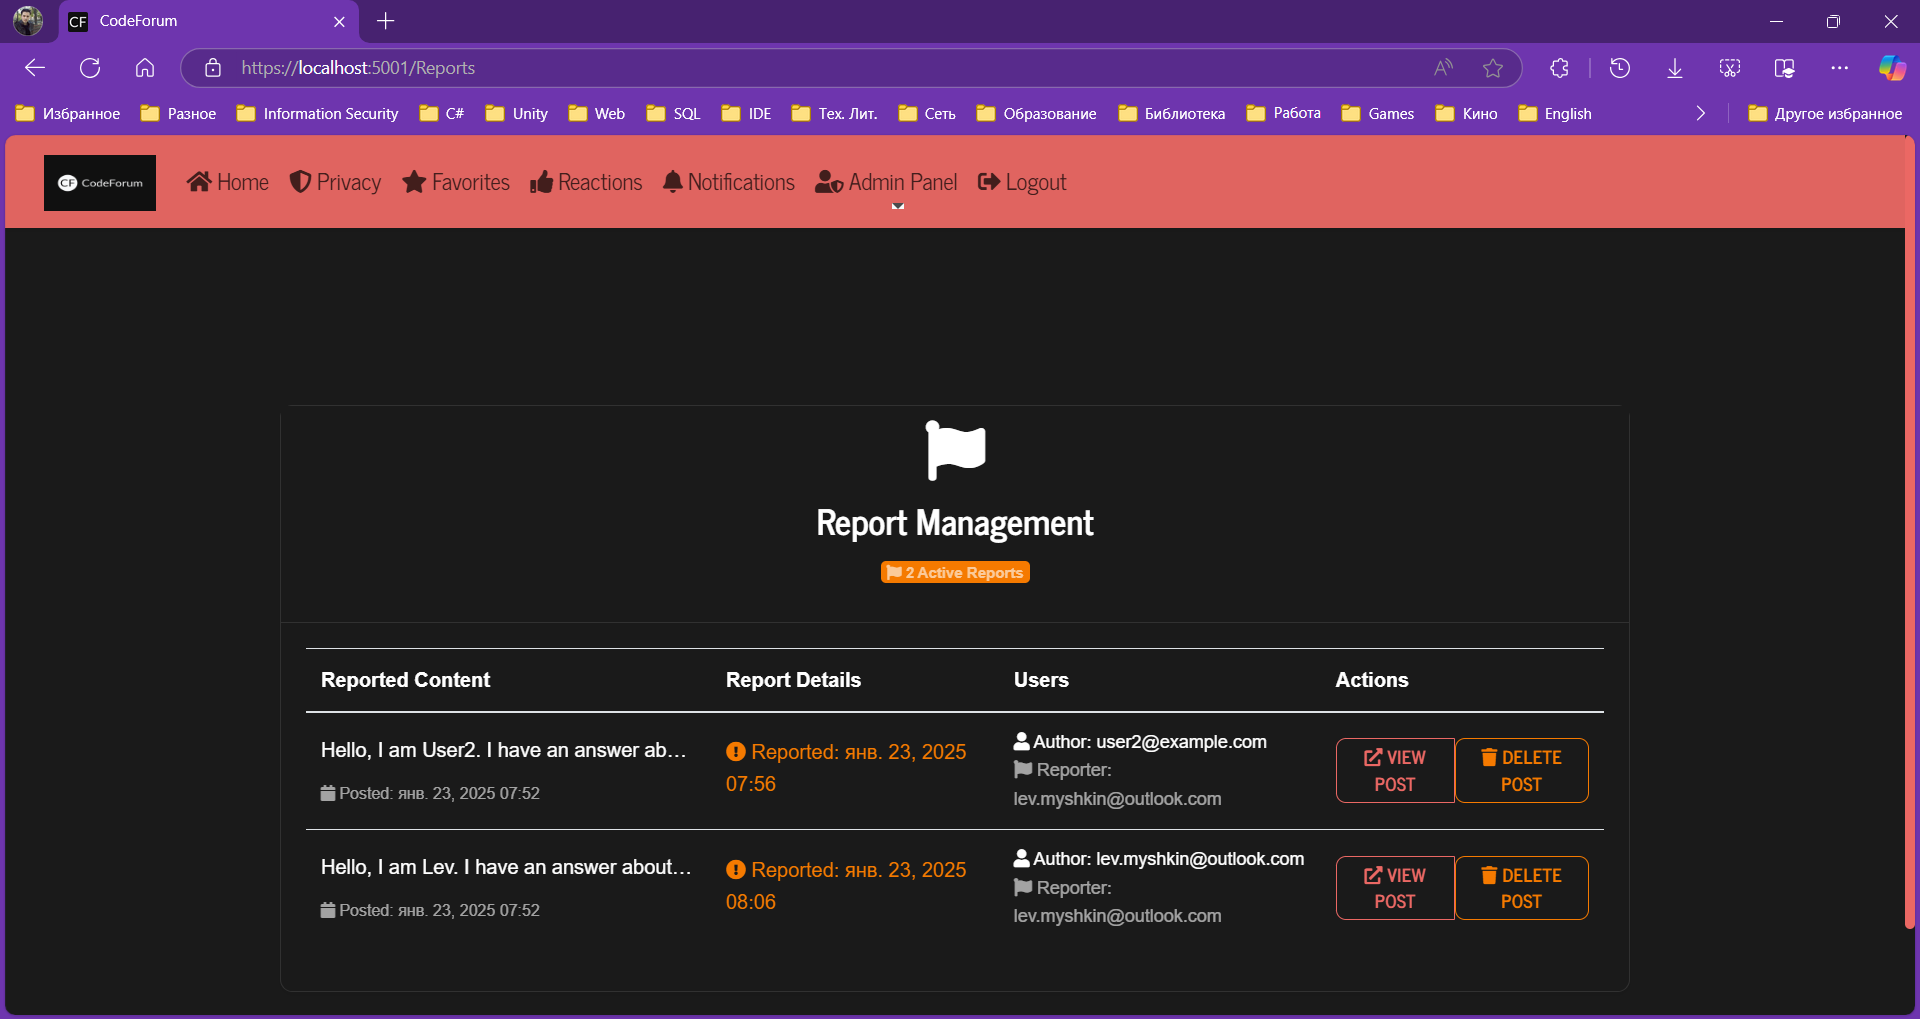 CF CodeForum
https://localhost:5001/Reports
Избранное Разное Information Security C# Unity Web SQL IDE Тех. Лит. Сеть Образование Библиотека Работа Games Кино English Другое избранное
CF CodeForum Home Privacy Favorites Reactions Notifications Admin Panel Logout
Report Management
2 Active Reports
Reported Content Report Details Users Actions
Hello, I am User2. I have an answer ab...
Posted: янв. 23, 2025 07:52
Reported: янв. 23, 2025
07:56
Author: user2@example.com
Reporter:
lev.myshkin@outlook.com
VIEW
POST
DELETE
POST
Hello, I am Lev. I have an answer about...
Posted: янв. 23, 2025 07:52
Reported: янв. 23, 2025
08:06
Author: lev.myshkin@outlook.com
Reporter:
lev.myshkin@outlook.com
VIEW
POST
DELETE
POST